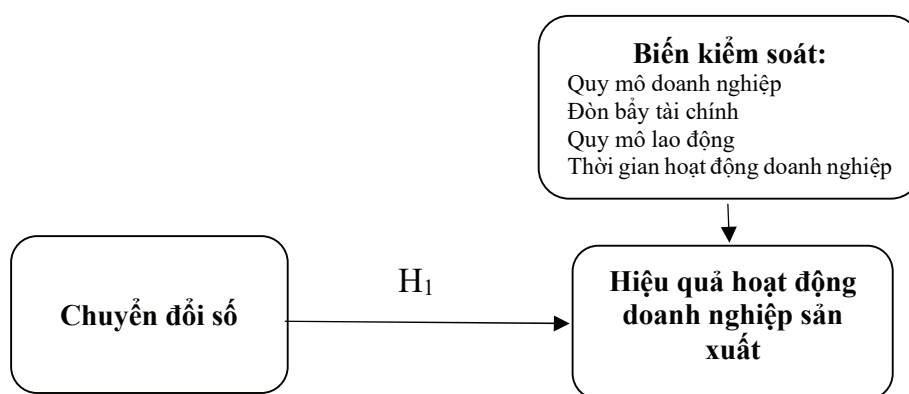 Biến kiểm soát:
Quy mô doanh nghiệp
Đòn bẩy tài chính
Quy mô lao động
Thời gian hoạt động doanh nghiệp
Chuyển đổi số
H1
Hiệu quả hoạt động
doanh nghiệp sản
xuất